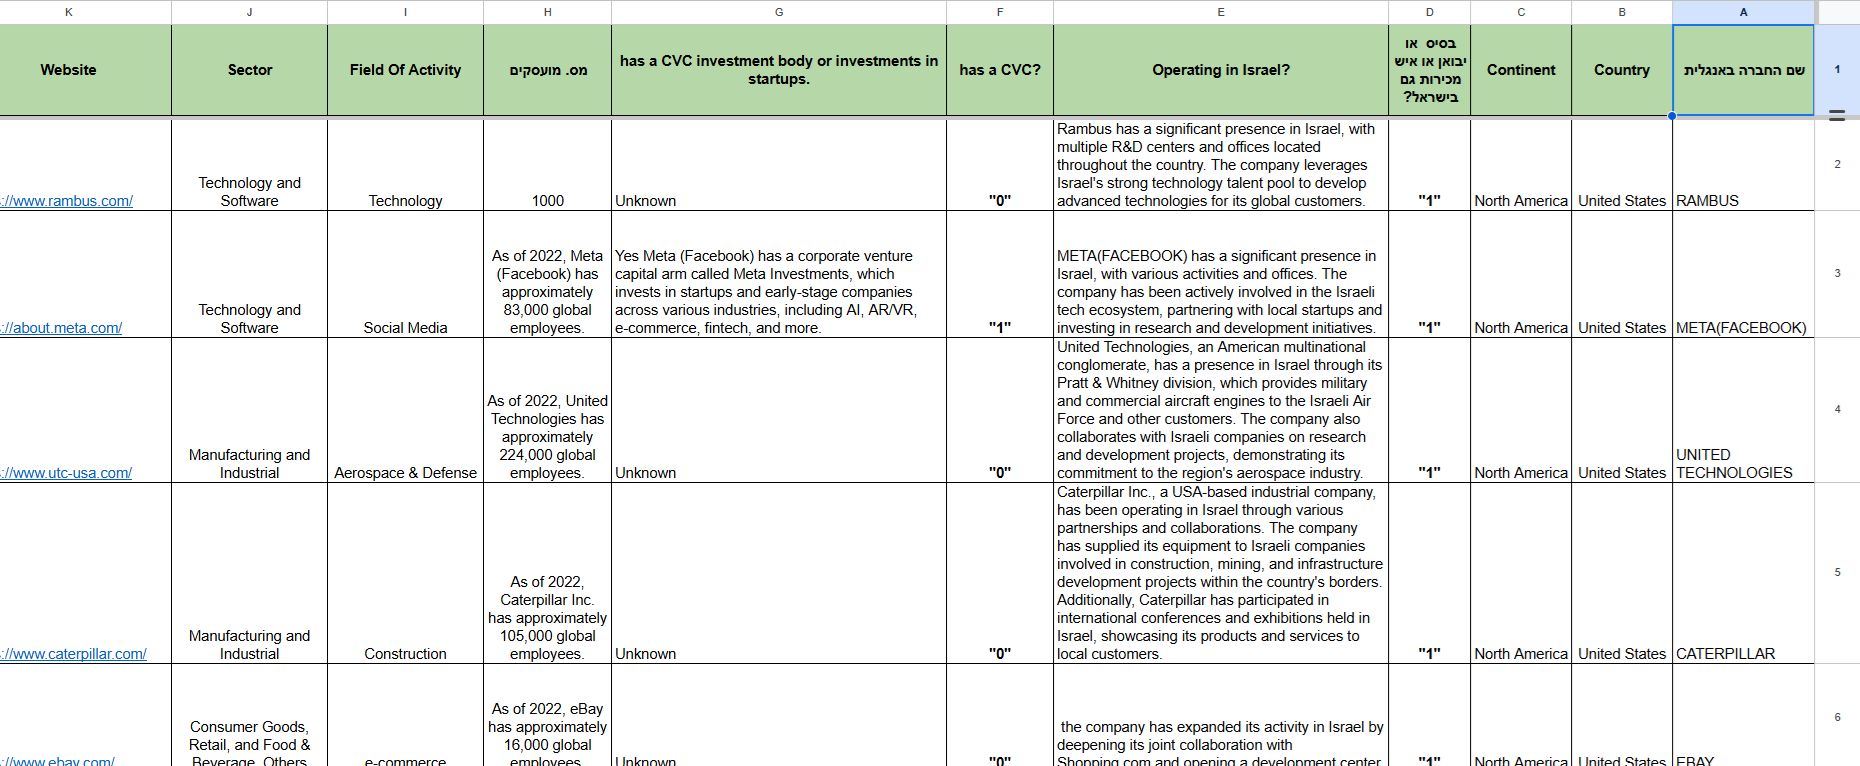 K J I H G F E D C B A
Website
Sector
Field Of Activity
מס. מועסקים
has a CVC investment body or investments in
startups.
has a CVC?
Operating in Israel?
בסיס או
יבואן או איש
מכירות גם
בישראל?
Continent
Country
שם החברה באנגלית
1
://www.rambus.com/
Technology and
Software
Technology
1000
Unknown
"0"
Rambus has a significant presence in Israel, with
multiple R&D centers and offices located
throughout the country. The company leverages
Israel's strong technology talent pool to develop
advanced technologies for its global customers.
"1"
North America
United States
RAMBUS
2
://about.meta.com/
Technology and
Software
Social Media
As of 2022, Meta
(Facebook) has
approximately
83,000 global
employees.
Yes Meta (Facebook) has a corporate venture
capital arm called Meta Investments, which
invests in startups and early-stage companies
across various industries, including AI, AR/VR,
e-commerce, fintech, and more.
"1"
META(FACEBOOK) has a significant presence in
Israel, with various activities and offices. The
company has been actively involved in the Israeli
tech ecosystem, partnering with local startups and
investing in research and development initiatives.
"1"
North America
United States
META(FACEBOOK)
3
://www.utc-usa.com/
Manufacturing and
Industrial
Aerospace & Defense
As of 2022, United
Technologies has
approximately
224,000 global
employees.
Unknown
"0"
United Technologies, an American multinational
conglomerate, has a presence in Israel through its
Pratt & Whitney division, which provides military
and commercial aircraft engines to the Israeli Air
Force and other customers. The company also
collaborates with Israeli companies on research
and development projects, demonstrating its
commitment to the region's aerospace industry.
"1"
North America
United States
UNITED
TECHNOLOGIES
4
://www.caterpillar.com/
Manufacturing and
Industrial
Construction
As of 2022,
Caterpillar Inc.
has approximately
105,000 global
employees.
Unknown
"0"
Caterpillar Inc., a USA-based industrial company,
has been operating in Israel through various
partnerships and collaborations. The company
has supplied its equipment to Israeli companies
involved in construction, mining, and infrastructure
development projects within the country's borders.
Additionally, Caterpillar has participated in
international conferences and exhibitions held in
Israel, showcasing its products and services to
local customers.
"1"
North America
United States
CATERPILLAR
5
://www.ebay.com/
Consumer Goods,
Retail, and Food &
Beverage, Others
e-commerce
As of 2022, eBay
has approximately
16,000 global
employees
Unknown
"0"
the company has expanded its activity in Israel by
deepening its joint collaboration with
Shopping.com and opening a development center
"1"
North America
United States
EBAY
6